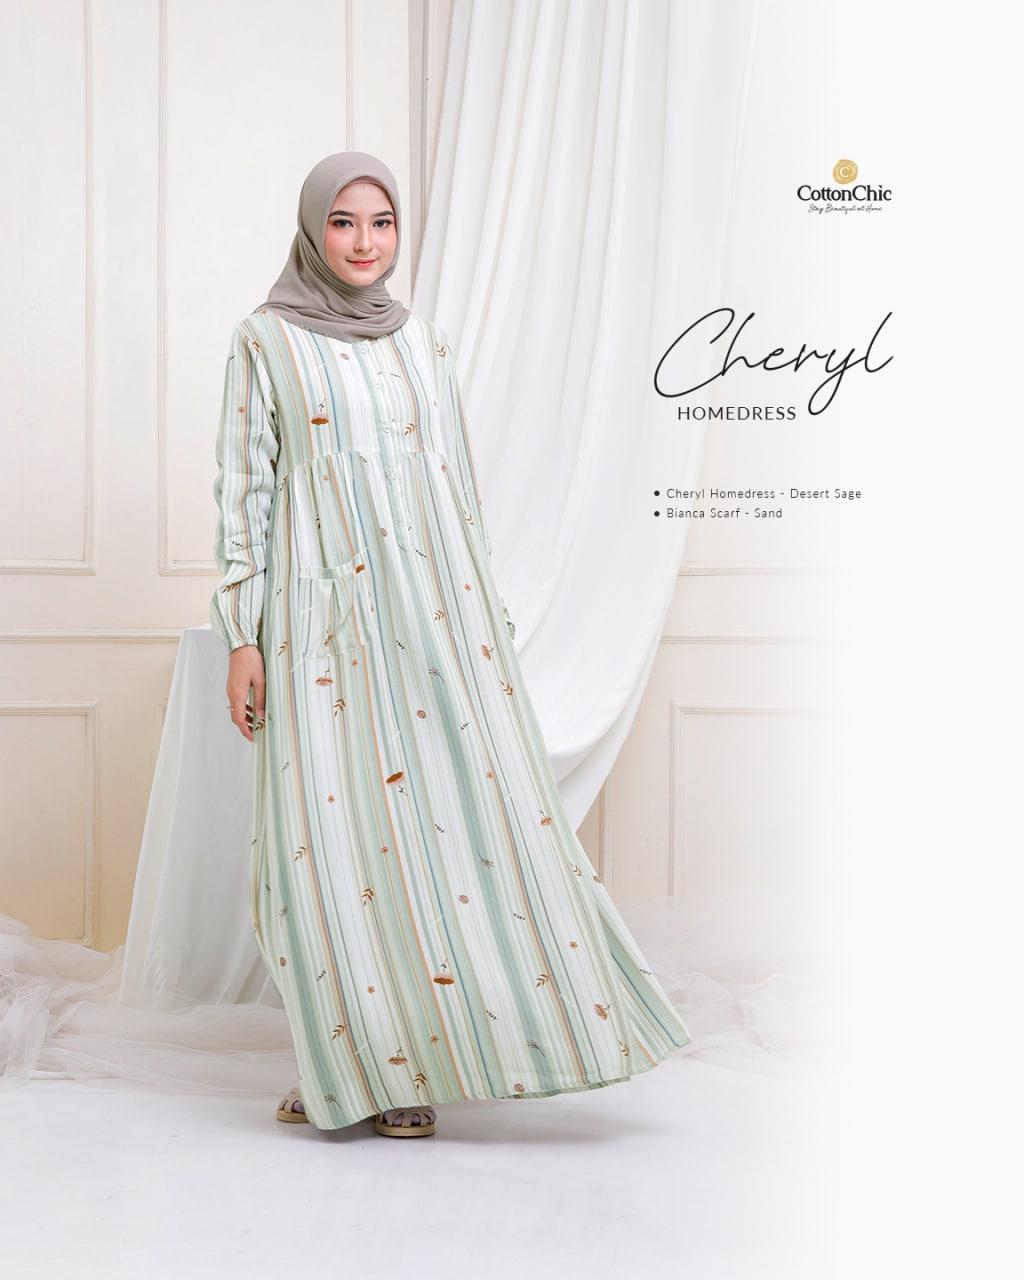 C
CottonChic
Stay Beautiful at Home
Cheryl
HOMEDRESS
• Cheryl Homedress - Desert Sage
• Bianca Scarf - Sand